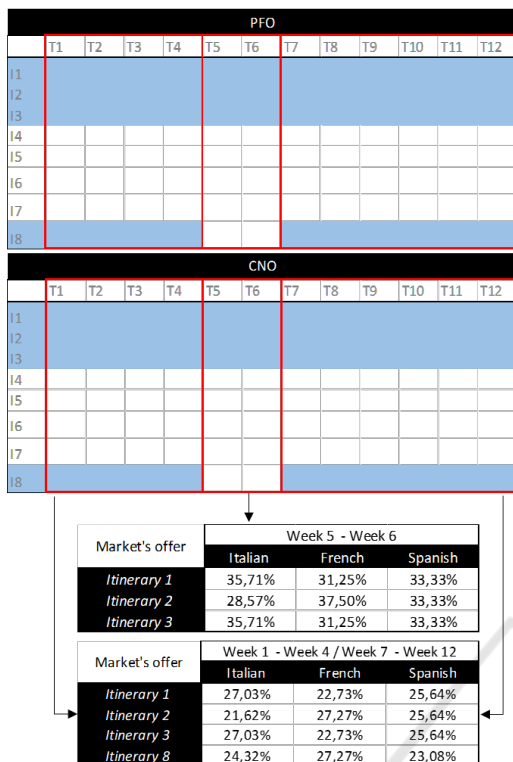 PFO
T1 T2 T3 T4 T5 T6 T7 T8 T9 T10 T11 T12
I1
I2
I3
I4
I5
I6
I7
I8
CNO
T1 T2 T3 T4 T5 T6 T7 T8 T9 T10 T11 T12
I1
I2
I3
I4
I5
I6
I7
I8
Market's offer Week 5 - Week 6
Italian French Spanish
Itinerary 1 35,71% 31,25% 33,33%
Itinerary 2 28,57% 37,50% 33,33%
Itinerary 3 35,71% 31,25% 33,33%
Market's offer Week 1 - Week 4 / Week 7 - Week 12
Italian French Spanish
Itinerary 1 27,03% 22,73% 25,64%
Itinerary 2 21,62% 27,27% 25,64%
Itinerary 3 27,03% 22,73% 25,64%
Itinerary 8 24,32% 27,27% 23,08%